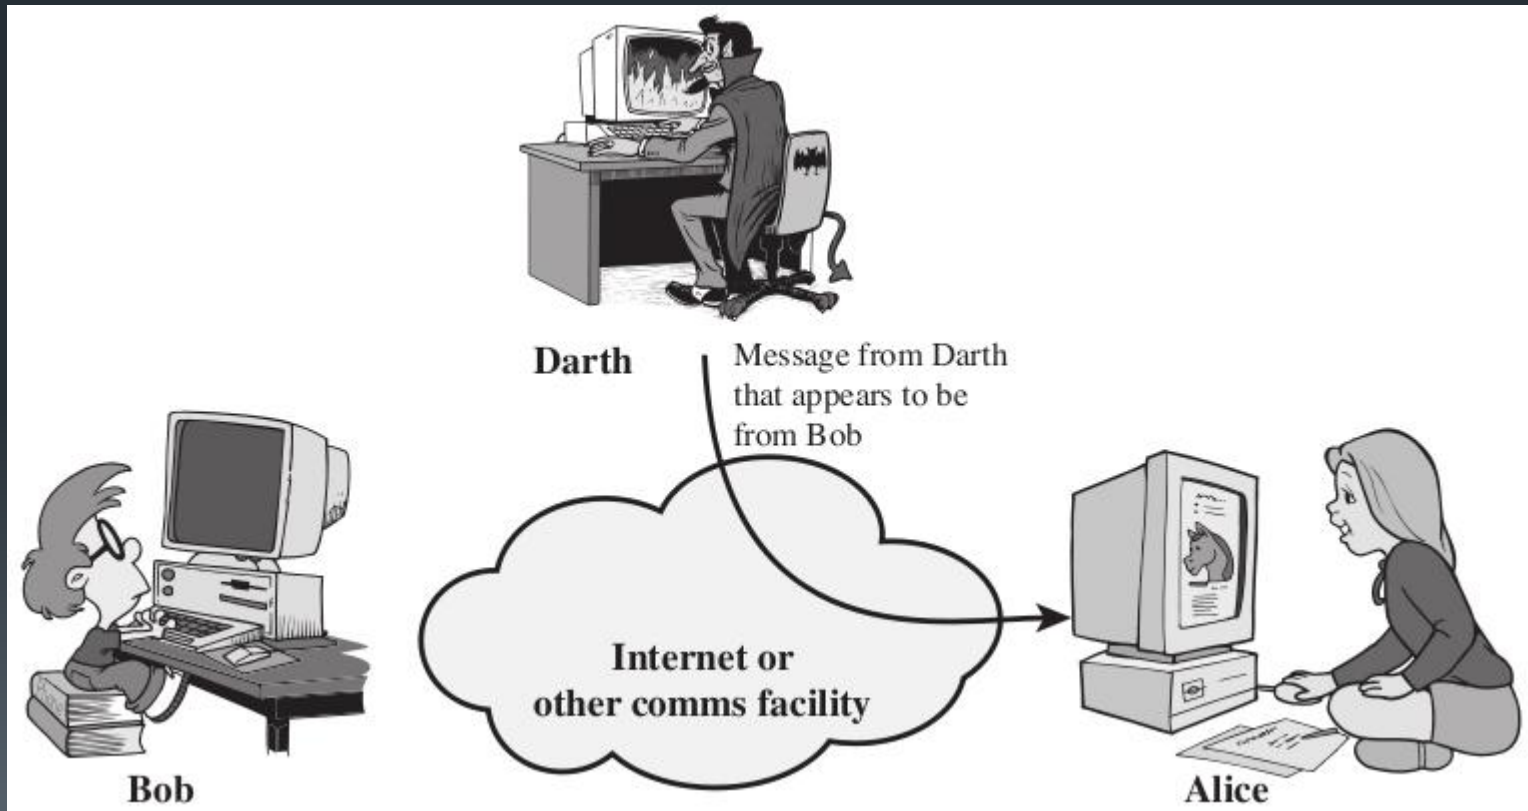 Darth
Message from Darth
that appears to be
from Bob
Internet or
other comms facility
Bob
Alice